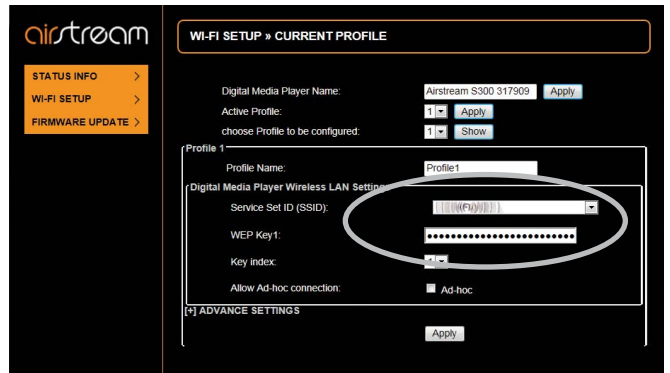 airstream
WI-FI SETUP » CURRENT PROFILE
STATUS INFO >
WI-FI SETUP >
FIRMWARE UPDATE >
Digital Media Player Name: Airstream S300 317909 Apply
Active Profile: 1 Apply
choose Profile to be configured: 1 Show
Profile 1
Profile Name: Profile1
Digital Media Player Wireless LAN Setting
Service Set ID (SSID):
WEP Key1: ••••••••••••••••••••••••
Key index: 1
Allow Ad-hoc connection: Ad-hoc
[+] ADVANCE SETTINGS
Apply